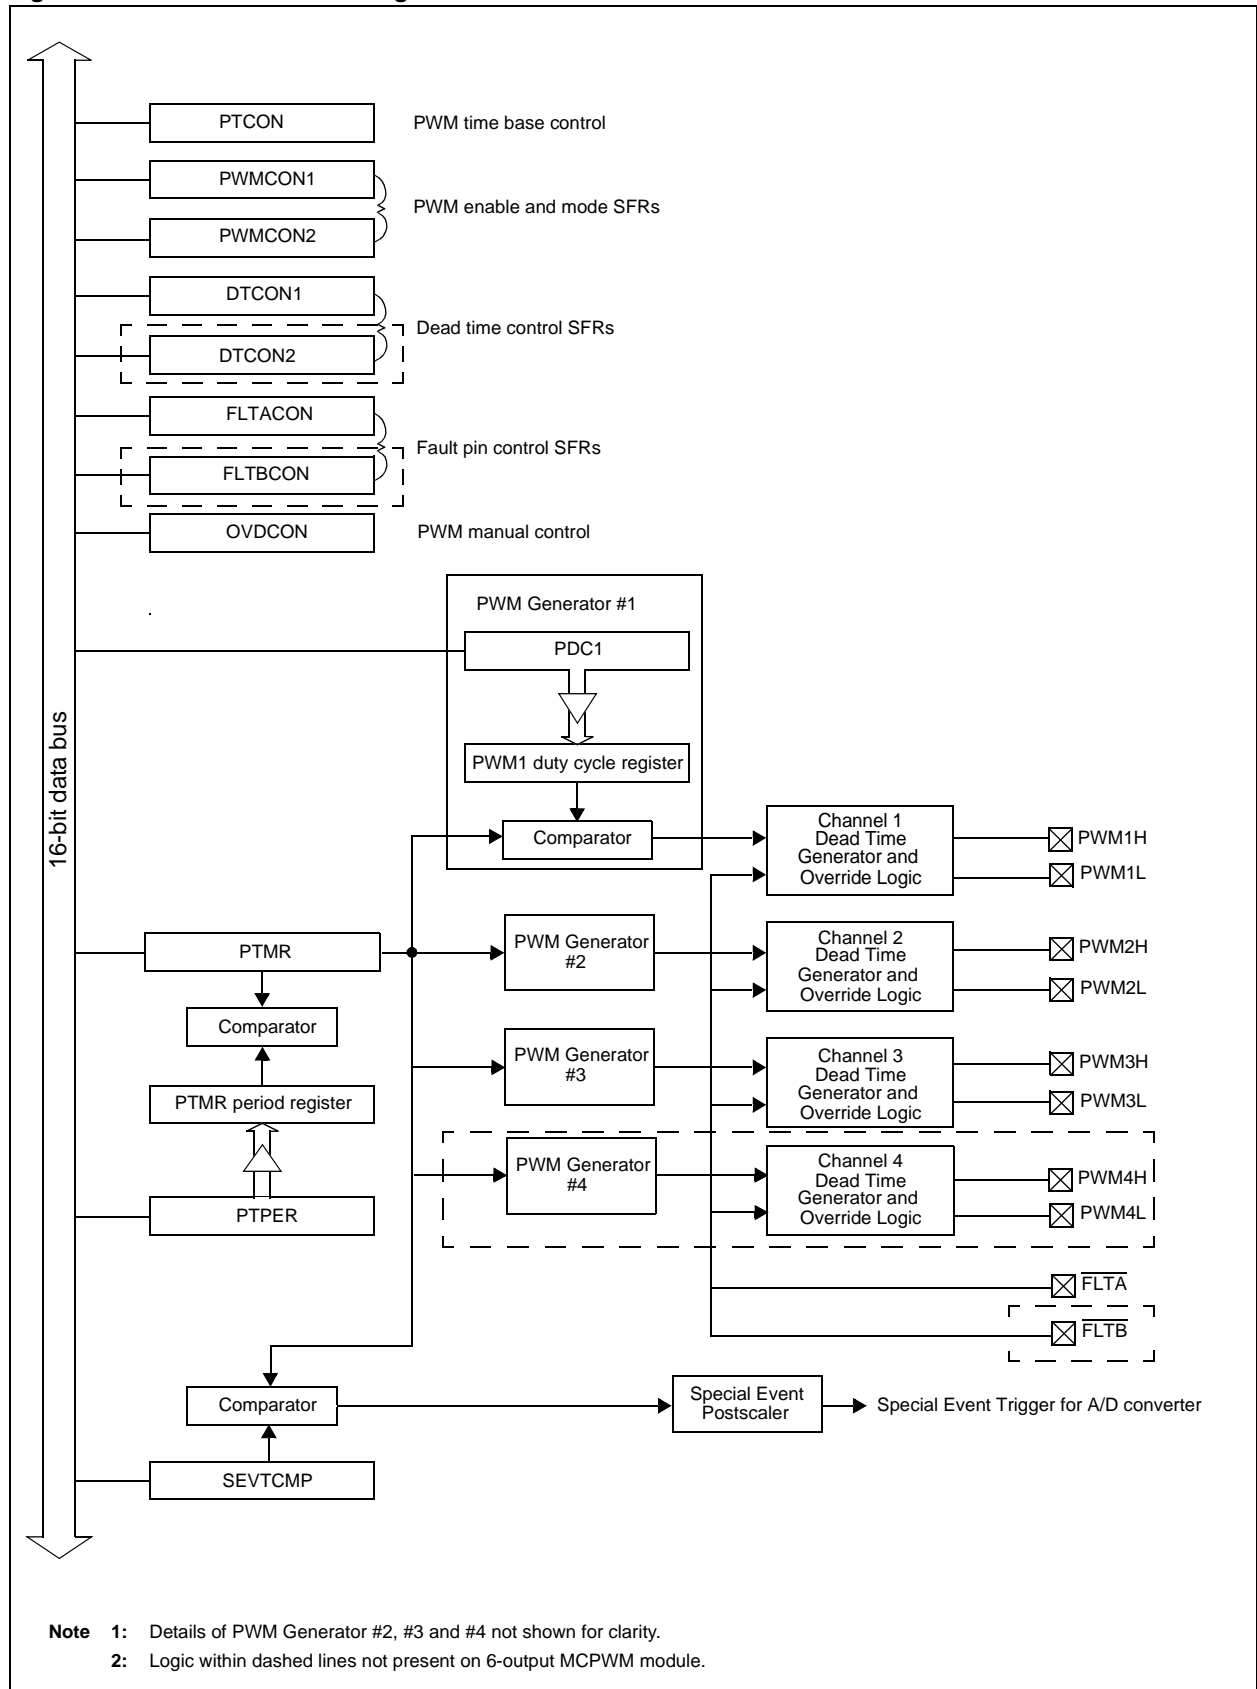 PTCON
PWM time base control
PWMCON1
PWM enable and mode SFRs
PWMCON2
DTCON1
Dead time control SFRs
DTCON2
FLTACON
Fault pin control SFRs
FLTBCON
OVDCON
PWM manual control
16-bit data bus
PWM Generator #1
PDC1
PWM1 duty cycle register
Comparator
Channel 1
Dead Time
Generator and
Override Logic
PWM1H
PWM1L
PTMR
PWM Generator
#2
Channel 2
Dead Time
Generator and
Override Logic
PWM2H
PWM2L
Comparator
PTMR period register
PTPER
PWM Generator
#3
Channel 3
Dead Time
Generator and
Override Logic
PWM3H
PWM3L
PWM Generator
#4
Channel 4
Dead Time
Generator and
Override Logic
PWM4H
PWM4L
FLTA
FLTB
Comparator
Special Event
Postscaler
Special Event Trigger for A/D converter
SEVTCMP
Note 1: Details of PWM Generator #2, #3 and #4 not shown for clarity.
2: Logic within dashed lines not present on 6-output MCPWM module.